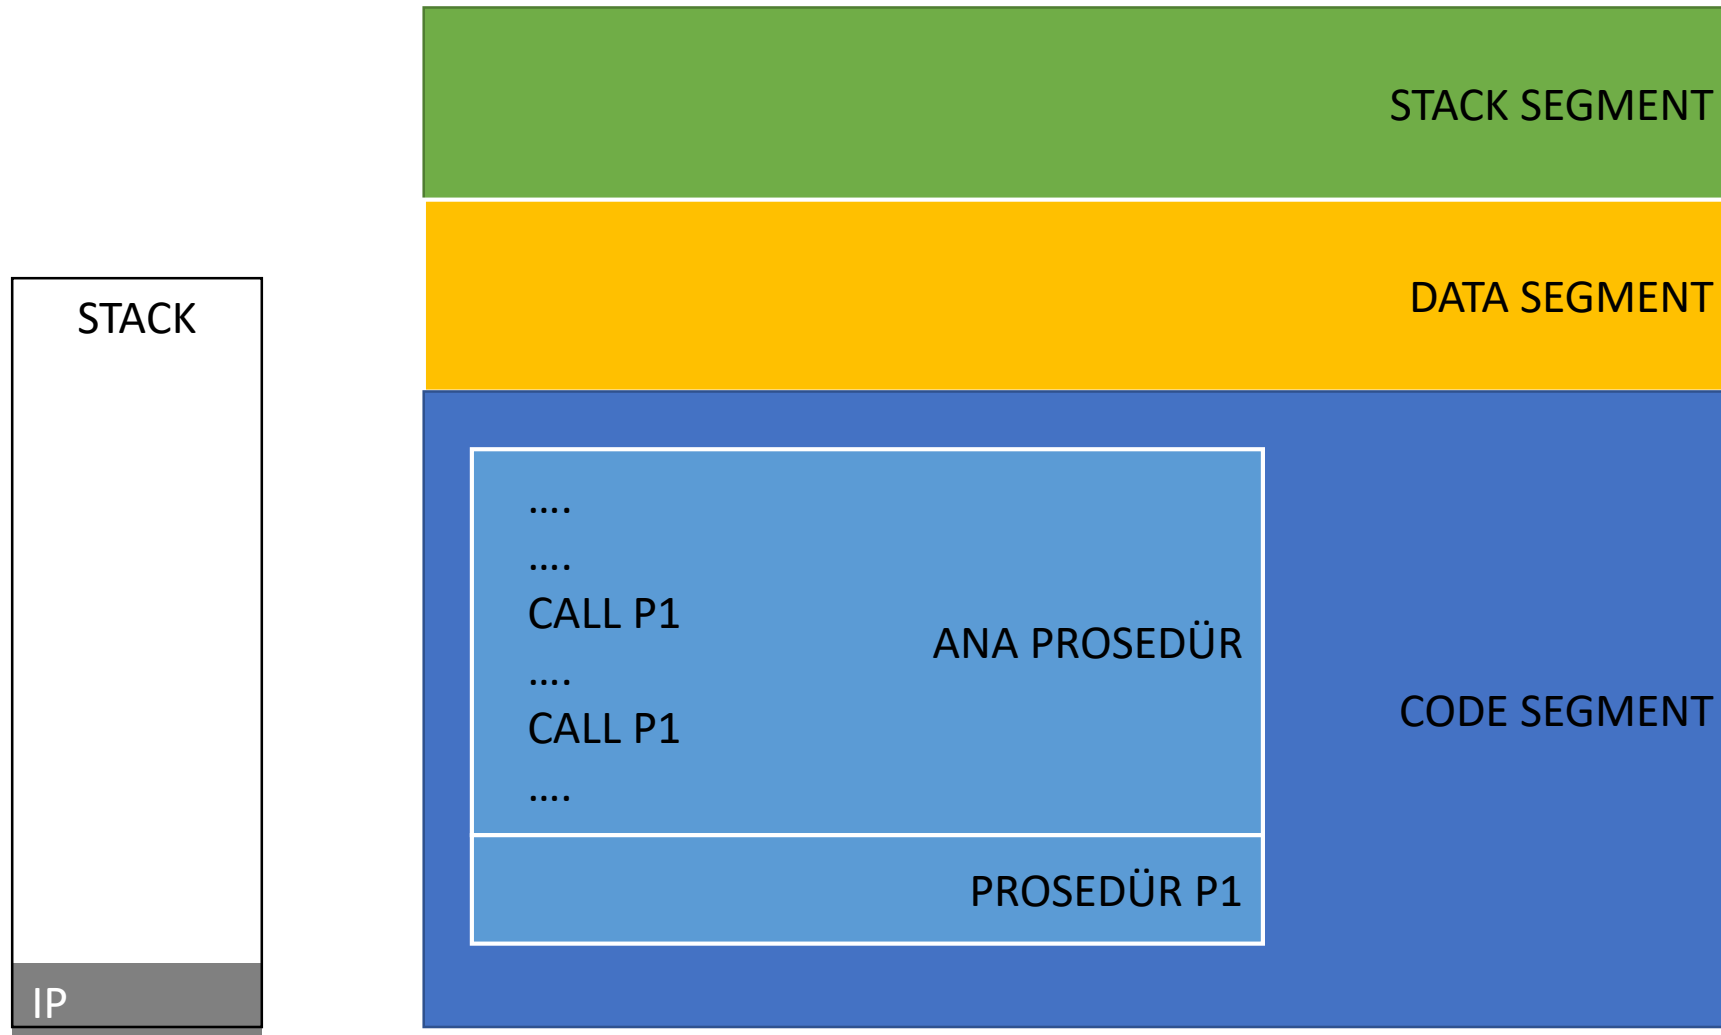 STACK SEGMENT
DATA SEGMENT
STACK
....
....
CALL P1
ANA PROSEDÜR
....
CALL P1
CODE SEGMENT
....
PROSEDÜR P1
IP